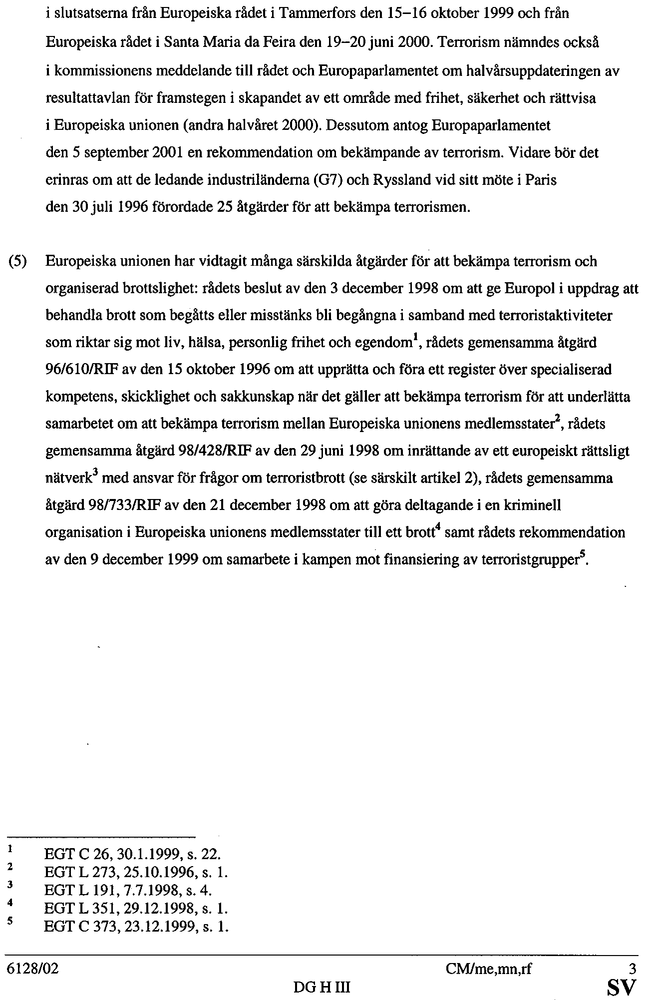 i slutsatserna från Europeiska rådet i Tammerfors den 15–16 oktober 1999 och från
Europeiska rådet i Santa Maria da Feira den 19–20 juni 2000. Terrorism nämndes också
i kommissionens meddelande till rådet och Europaparlamentet om halvårsuppdateringen av
resultattavlan för framstegen i skapandet av ett område med frihet, säkerhet och rättvisa
i Europeiska unionen (andra halvåret 2000). Dessutom antog Europaparlamentet
den 5 september 2001 en rekommendation om bekämpande av terrorism. Vidare bör det
erinras om att de ledande industriländerna (G7) och Ryssland vid sitt möte i Paris
den 30 juli 1996 förordade 25 åtgärder för att bekämpa terrorismen.
(5) Europeiska unionen har vidtagit många särskilda åtgärder för att bekämpa terrorism och
organiserad brottslighet: rådets beslut av den 3 december 1998 om att ge Europol i uppdrag att
behandla brott som begåtts eller misstänks bli begångna i samband med terroristaktiviteter
som riktar sig mot liv, hälsa, personlig frihet och egendom¹, rådets gemensamma åtgärd
96/610/RIF av den 15 oktober 1996 om att upprätta och föra ett register över specialiserad
kompetens, skicklighet och sakkunskap när det gäller att bekämpa terrorism för att underlätta
samarbetet om att bekämpa terrorism mellan Europeiska unionens medlemsstater², rådets
gemensamma åtgärd 98/428/RIF av den 29 juni 1998 om inrättande av ett europeiskt rättsligt
nätverk³ med ansvar för frågor om terroristbrott (se särskilt artikel 2), rådets gemensamma
åtgärd 98/733/RIF av den 21 december 1998 om att göra deltagande i en kriminell
organisation i Europeiska unionens medlemsstater till ett brott⁴ samt rådets rekommendation
av den 9 december 1999 om samarbete i kampen mot finansiering av terroristgrupper⁵.
¹ EGT C 26, 30.1.1999, s. 22.
² EGT L 273, 25.10.1996, s. 1.
³ EGT L 191, 7.7.1998, s. 4.
⁴ EGT L 351, 29.12.1998, s. 1.
⁵ EGT C 373, 23.12.1999, s. 1.
6128/02 CM/me,mn,rf 3
DG H III SV